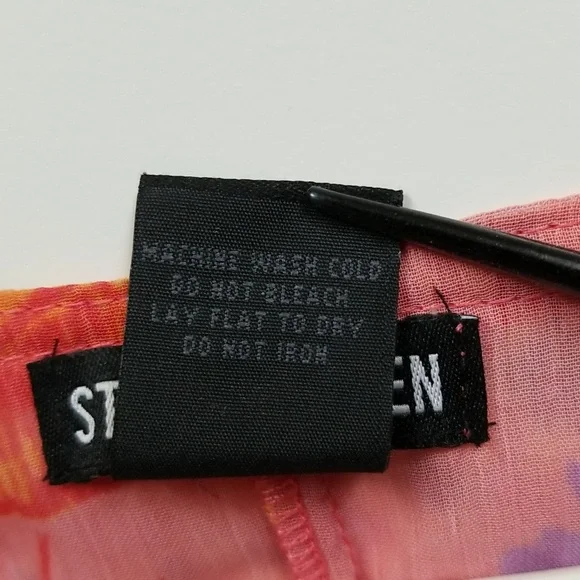 MACHINE WASH COLD
DO NOT BLEACH
LAY FLAT TO DRY
DO NOT IRON
ST EN